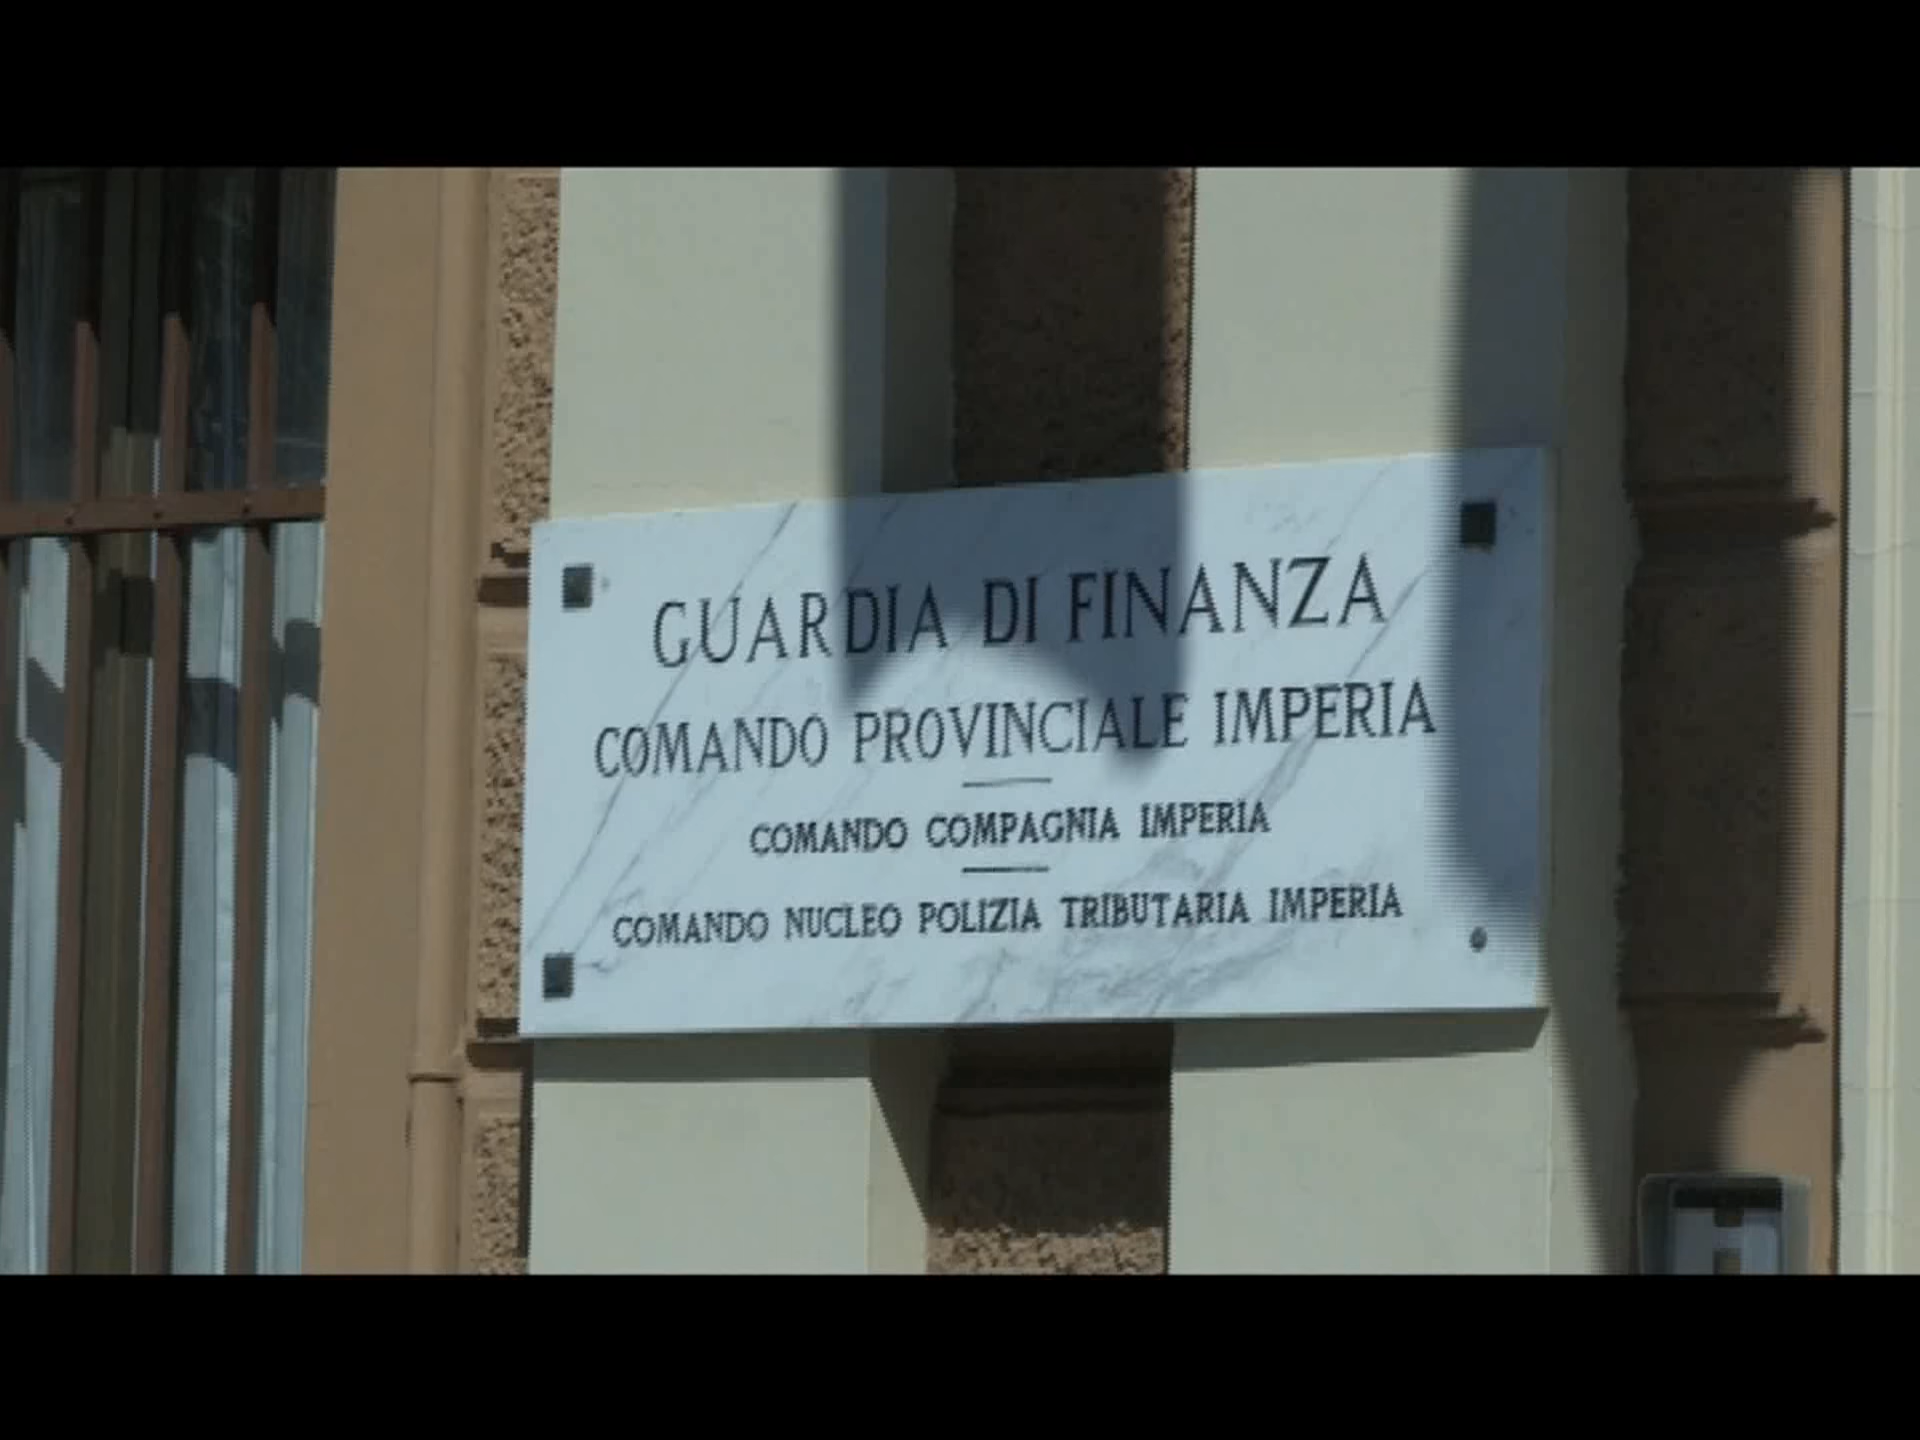 GUARDIA DI FINANZA
COMANDO PROVINCIALE IMPERIA
COMANDO COMPAGNIA IMPERIA
COMANDO NUCLEO POLIZIA TRIBUTARIA IMPERIA